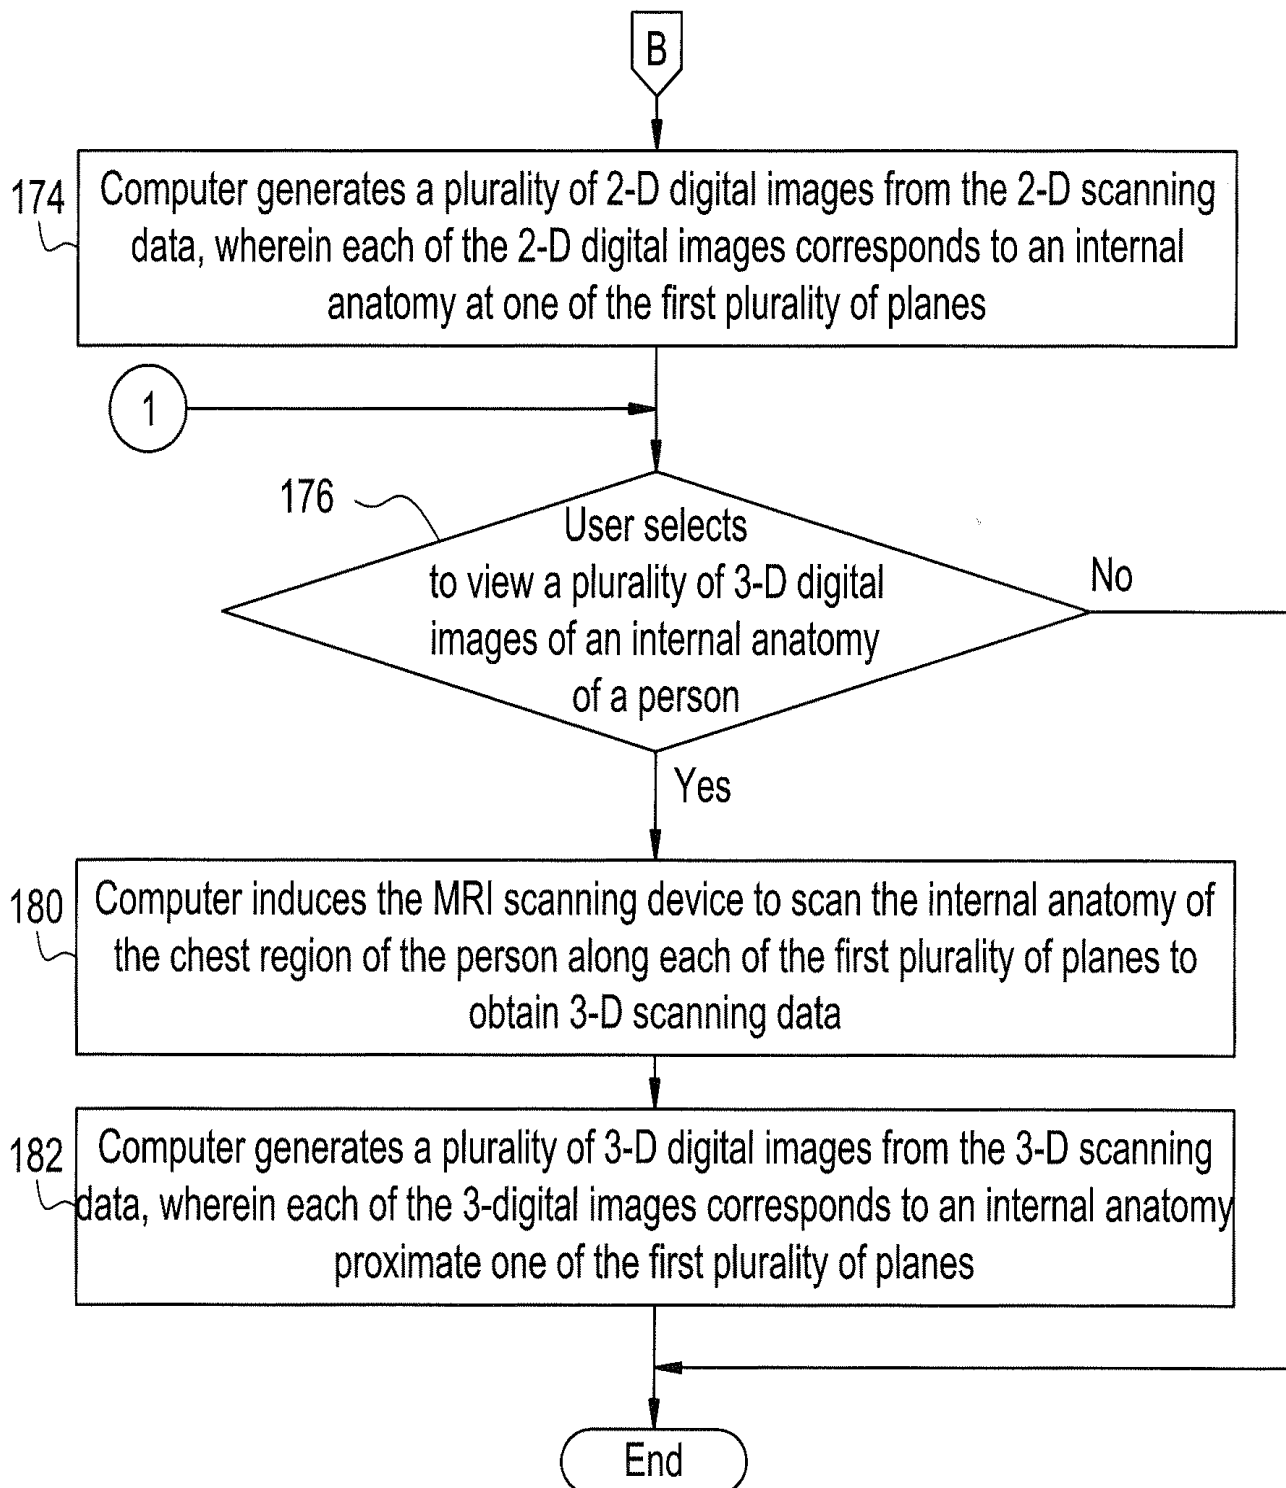 B
174
Computer generates a plurality of 2-D digital images from the 2-D scanning
data, wherein each of the 2-D digital images corresponds to an internal
anatomy at one of the first plurality of planes
1
176
User selects
to view a plurality of 3-D digital
images of an internal anatomy
of a person
No
Yes
180
Computer induces the MRI scanning device to scan the internal anatomy of
the chest region of the person along each of the first plurality of planes to
obtain 3-D scanning data
182
Computer generates a plurality of 3-D digital images from the 3-D scanning
data, wherein each of the 3-digital images corresponds to an internal anatomy
proximate one of the first plurality of planes
End